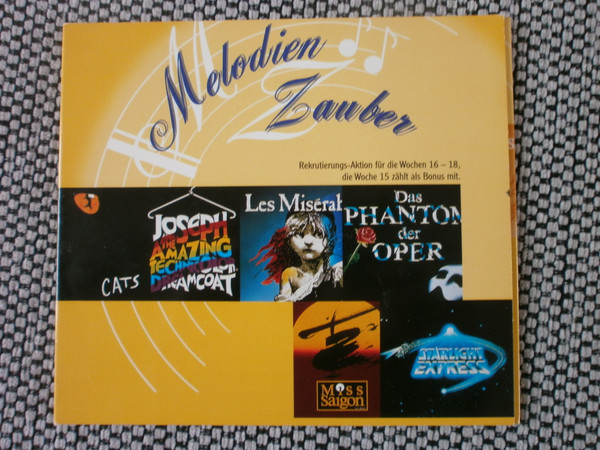 Melodien
Zauber
Rekrutierungs-Aktion für die Wochen 16 – 18,
die Woche 15 zählt als Bonus mit.
CATS
JOSEPH
AND THE
AMAZING
TECHNICOLOR
DREAMCOAT
Les Misérab
Das
PHANTOM
der
OPER
Miss
Saigon
STARLIGHT
EXPRESS